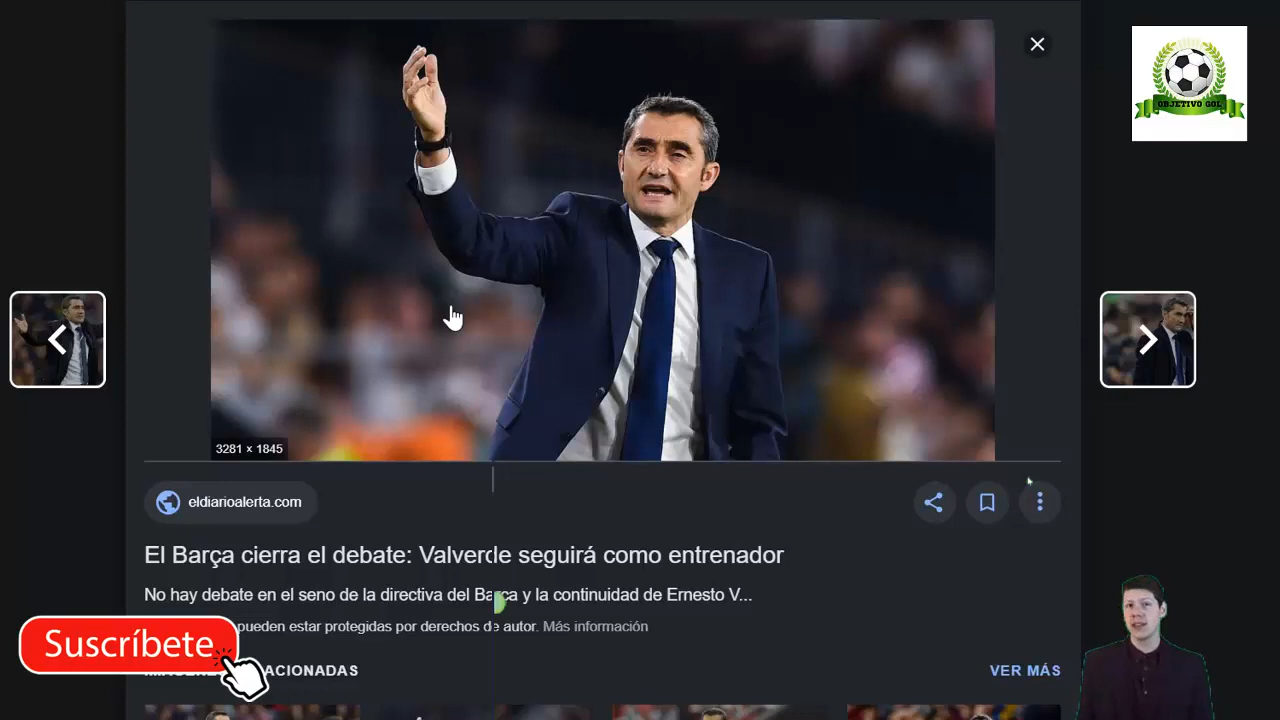 OBJETIVO GOL
3281 × 1845
eldiarioalerta.com
El Barça cierra el debate: Valverde seguirá como entrenador
No hay debate en el seno de la directiva del Barça y la continuidad de Ernesto V...
pueden estar protegidas por derechos de autor. Más información
Suscríbete
ACIONADAS
VER MÁS